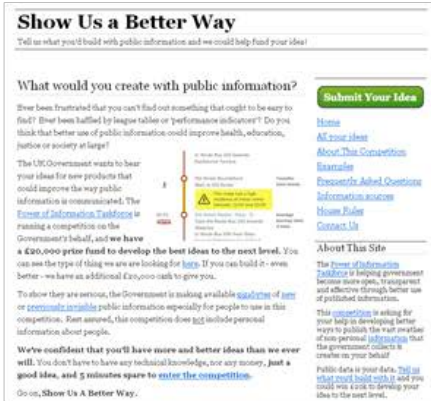 Show Us a Better Way
Tell us what you'd build with public information and we could help fund your idea!
What would you create with public information?
Ever been frustrated that you can't find out something that ought to be easy to
find? Ever been baffled by league tables or 'performance indicators'? Do you
think that better use of public information could improve health, education,
justice or society at large?
The UK Government wants to hear
your ideas for new products that
could improve the way public
information is communicated. The
Power of Information Taskforce is
running a competition on the
Government's behalf, and we have
a £20,000 prize fund to develop the best ideas to the next level. You
can see the type of thing we are are looking for here. If you can build it - even
better - we have an additional £20,000 cash to give you.
To show they are serious, the Government is making available gigabytes of new
or previously invisible public information especially for people to use in this
competition. Rest assured, this competition does not include personal
information about people.
We're confident that you'll have more and better ideas than we ever
will. You don't have to have any technical knowledge, nor any money, just a
good idea, and 5 minutes spare to enter the competition.
Go on, Show Us A Better Way.
Submit Your Idea
Home
All your ideas
About This Competition
Examples
Frequently Asked Questions
Information sources
House Rules
Contact Us
About This Site
The Power of Information
Taskforce is helping government
become more open, transparent
and effective through better use
of published information.
This competition is asking for
your help in developing better
ways to publish the vast swather
of non personal information that
the government collects it
creates on your behalf
Public data is your data. Tell us
what you'd build with it and you
could win £20k to develop your
idea to the next level.